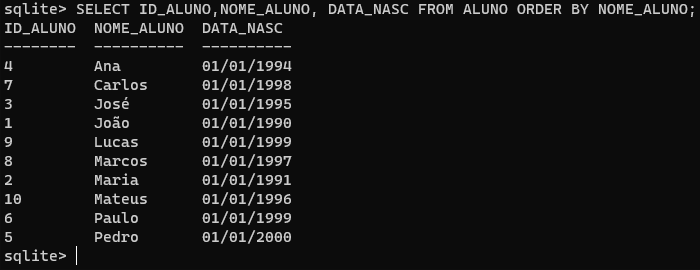 sqlite> SELECT ID_ALUNO,NOME_ALUNO, DATA_NASC FROM ALUNO ORDER BY NOME_ALUNO;
ID_ALUNO  NOME_ALUNO  DATA_NASC
--------  ----------  ----------
4         Ana         01/01/1994
7         Carlos      01/01/1998
3         José        01/01/1995
1         João        01/01/1990
9         Lucas       01/01/1999
8         Marcos      01/01/1997
2         Maria       01/01/1991
10        Mateus      01/01/1996
6         Paulo       01/01/1999
5         Pedro       01/01/2000
sqlite>